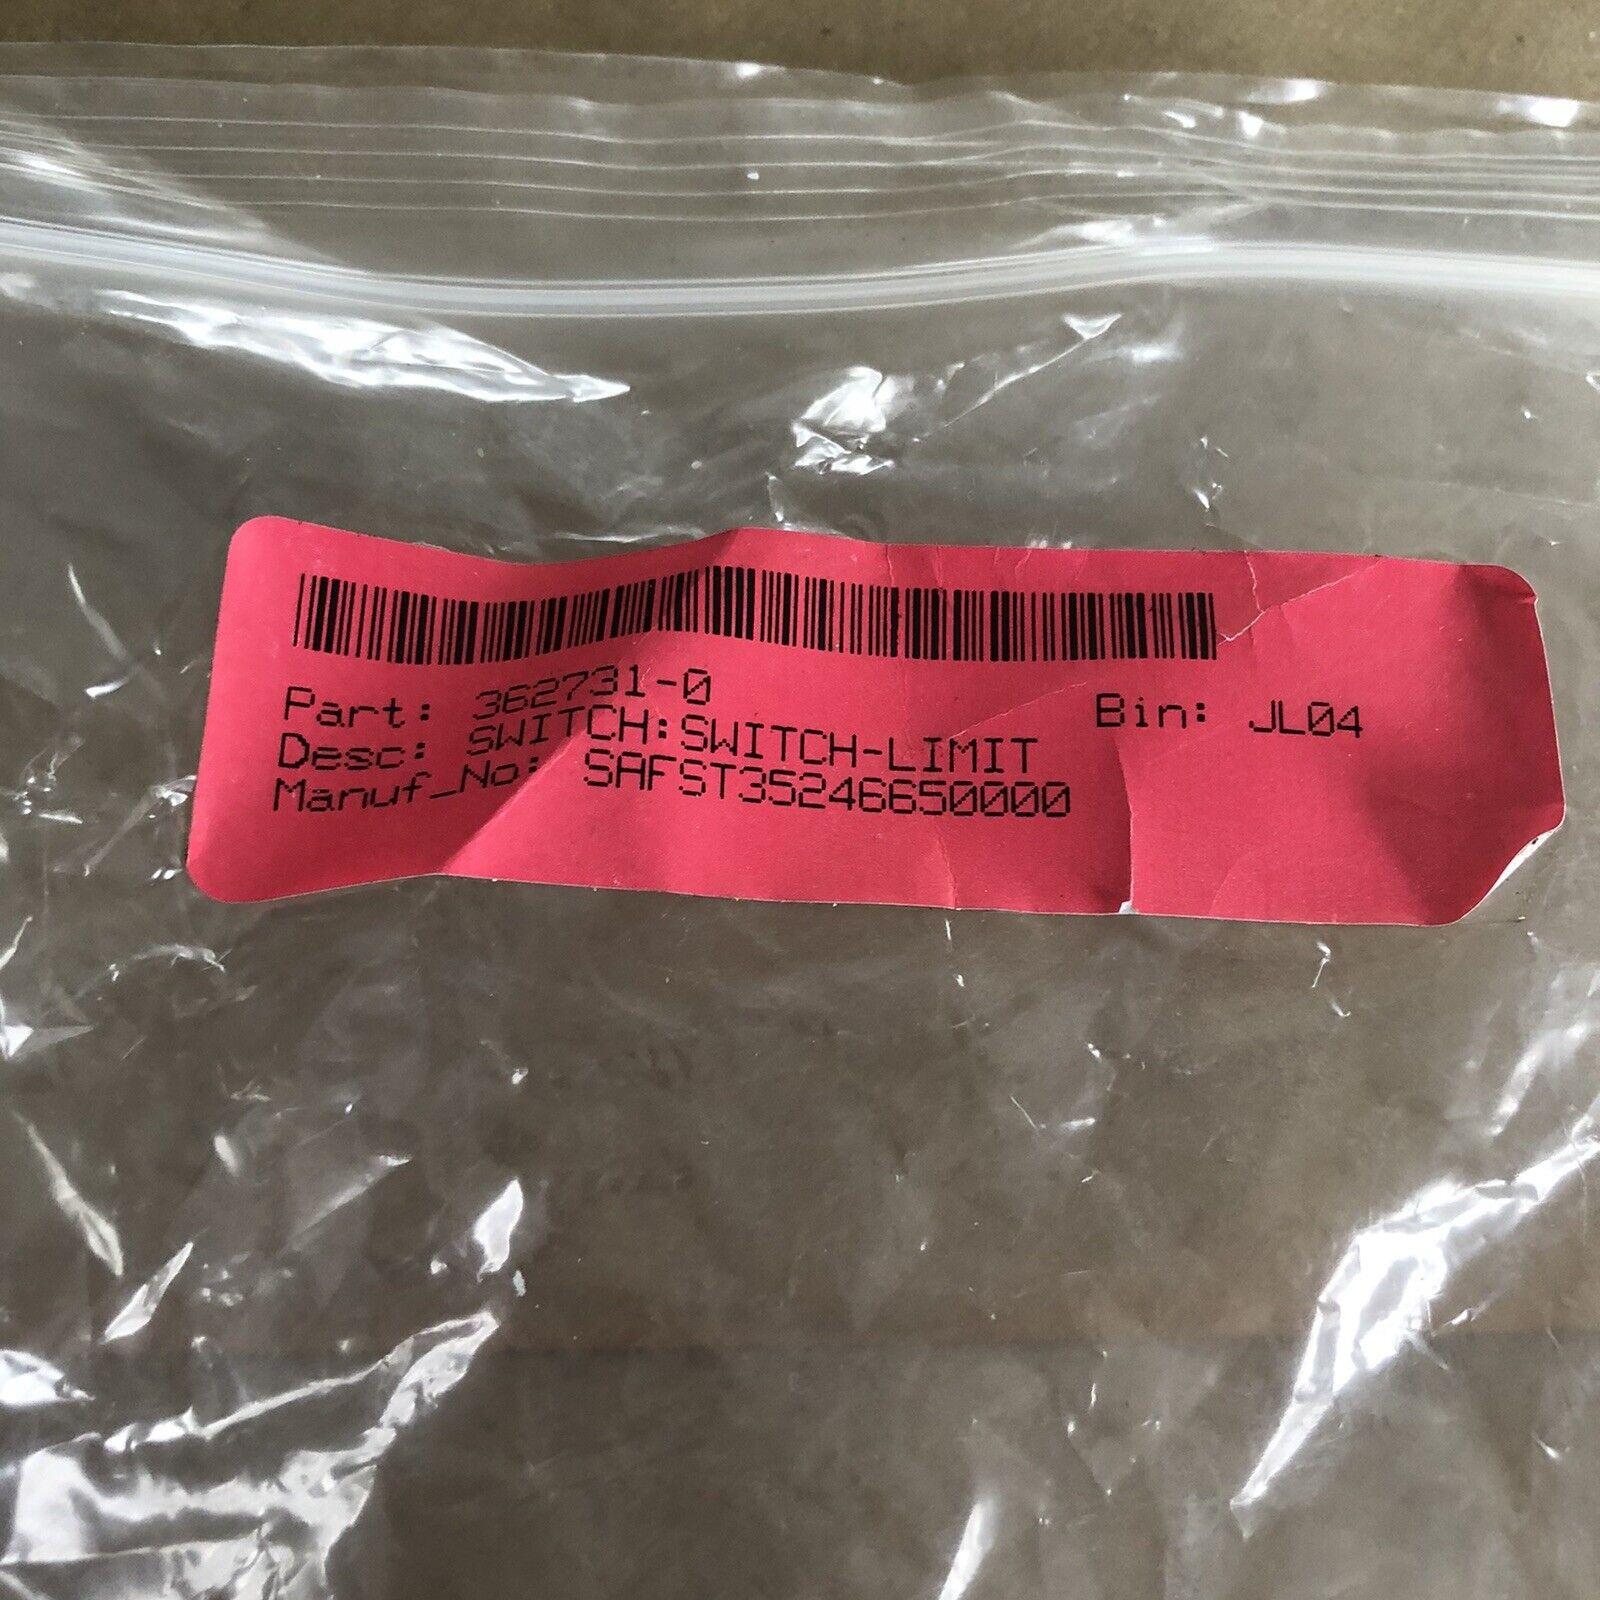 Part: 362731-0 Bin: JL04
Desc: SWITCH:SWITCH-LIMIT
Manuf_No: SAFST35246650000